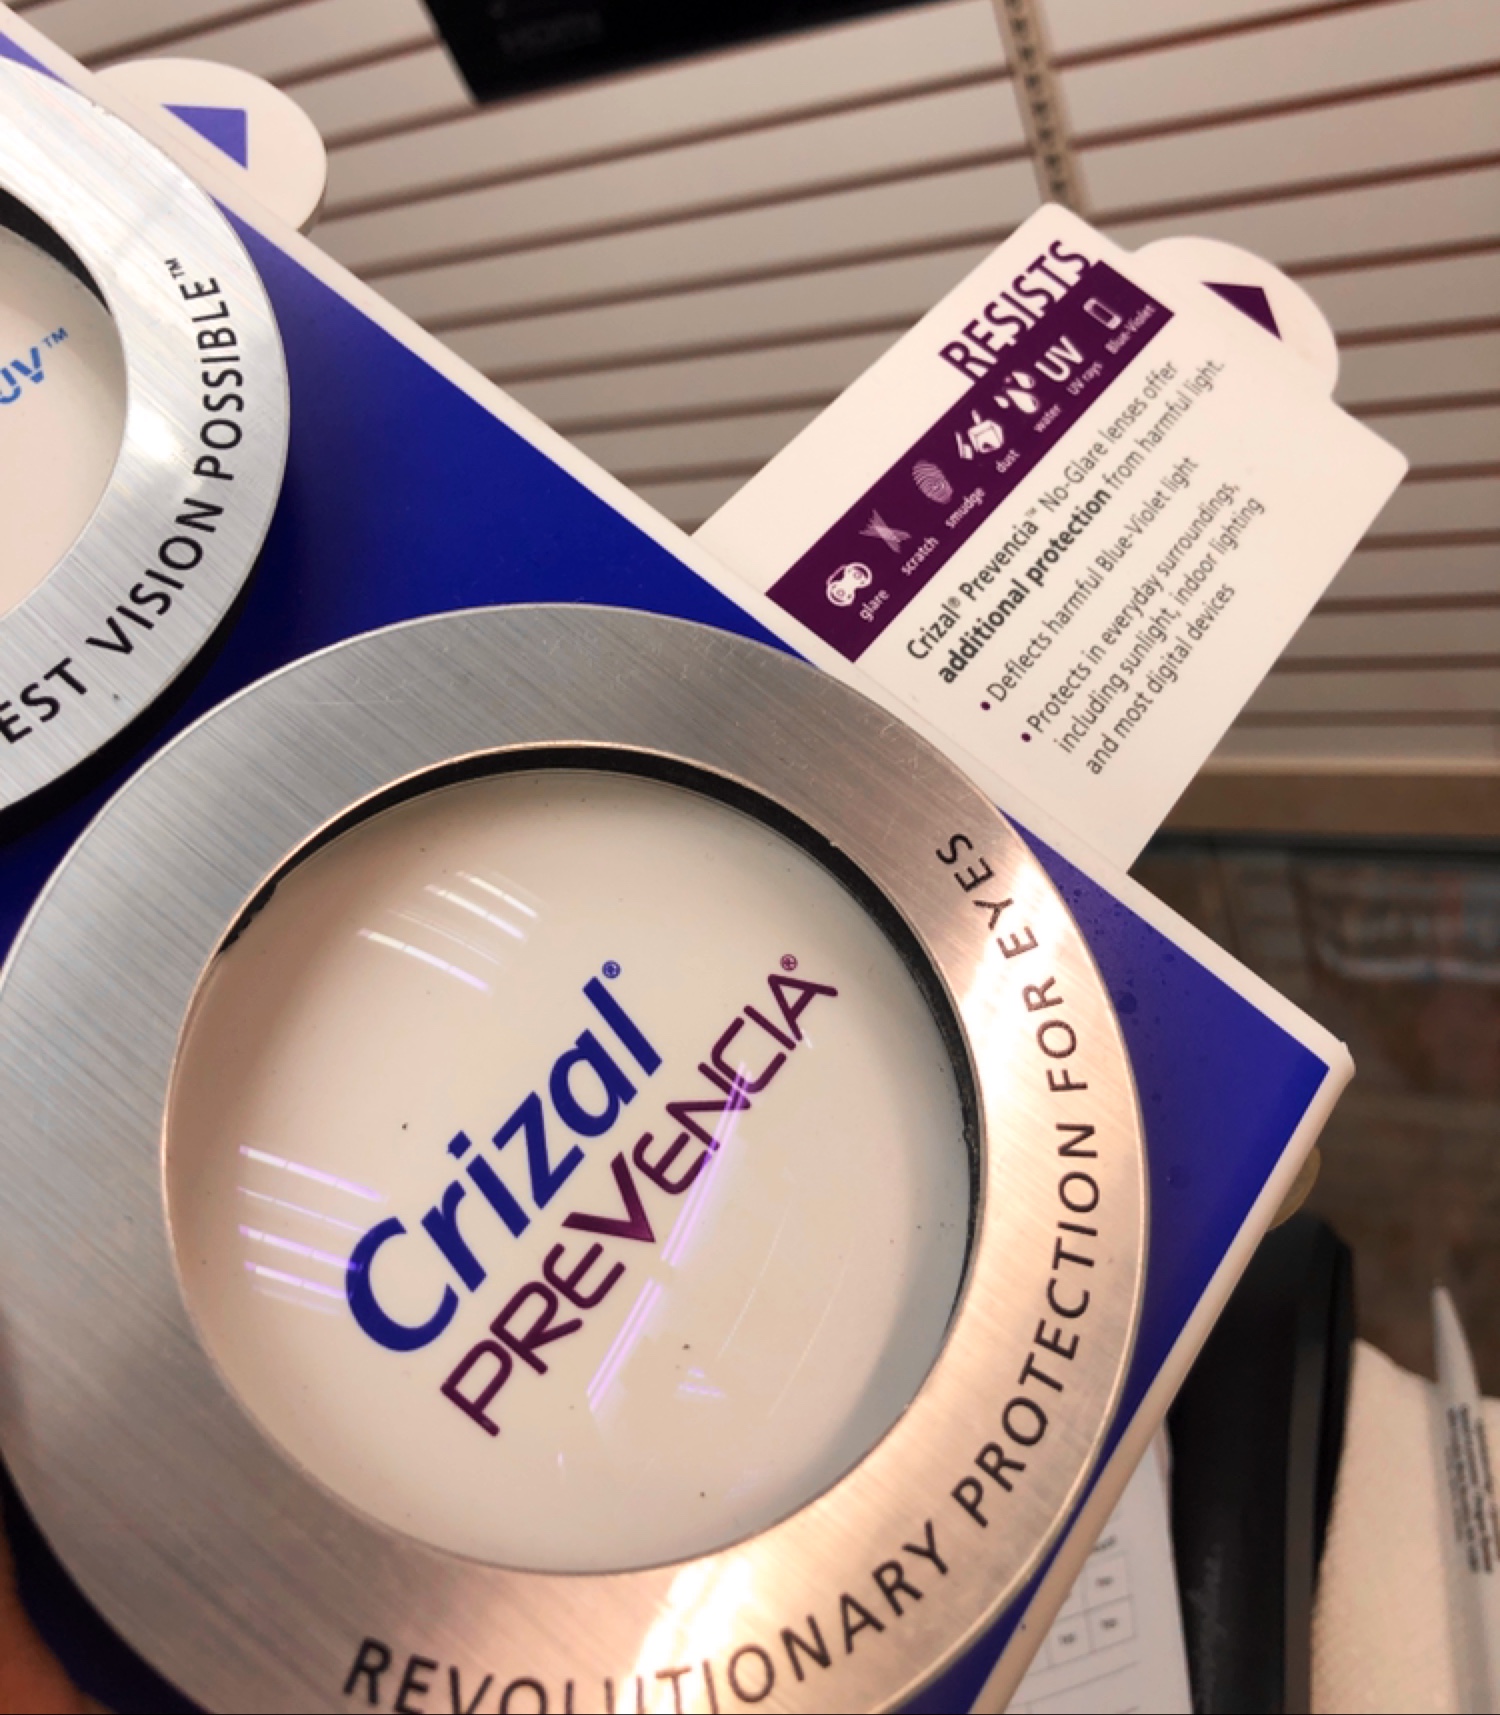 UV™
EST VISION POSSIBLE™
RESISTS
UV
glare scratch smudge dust water UV rays Blue-Violet
Crizal® Prevencia™ No-Glare lenses offer
additional protection from harmful light.
• Deflects harmful Blue-Violet light
• Protects in everyday surroundings,
including sunlight, indoor lighting
and most digital devices
Crizal®
PREVENCIA®
REVOLUTIONARY PROTECTION FOR EYES